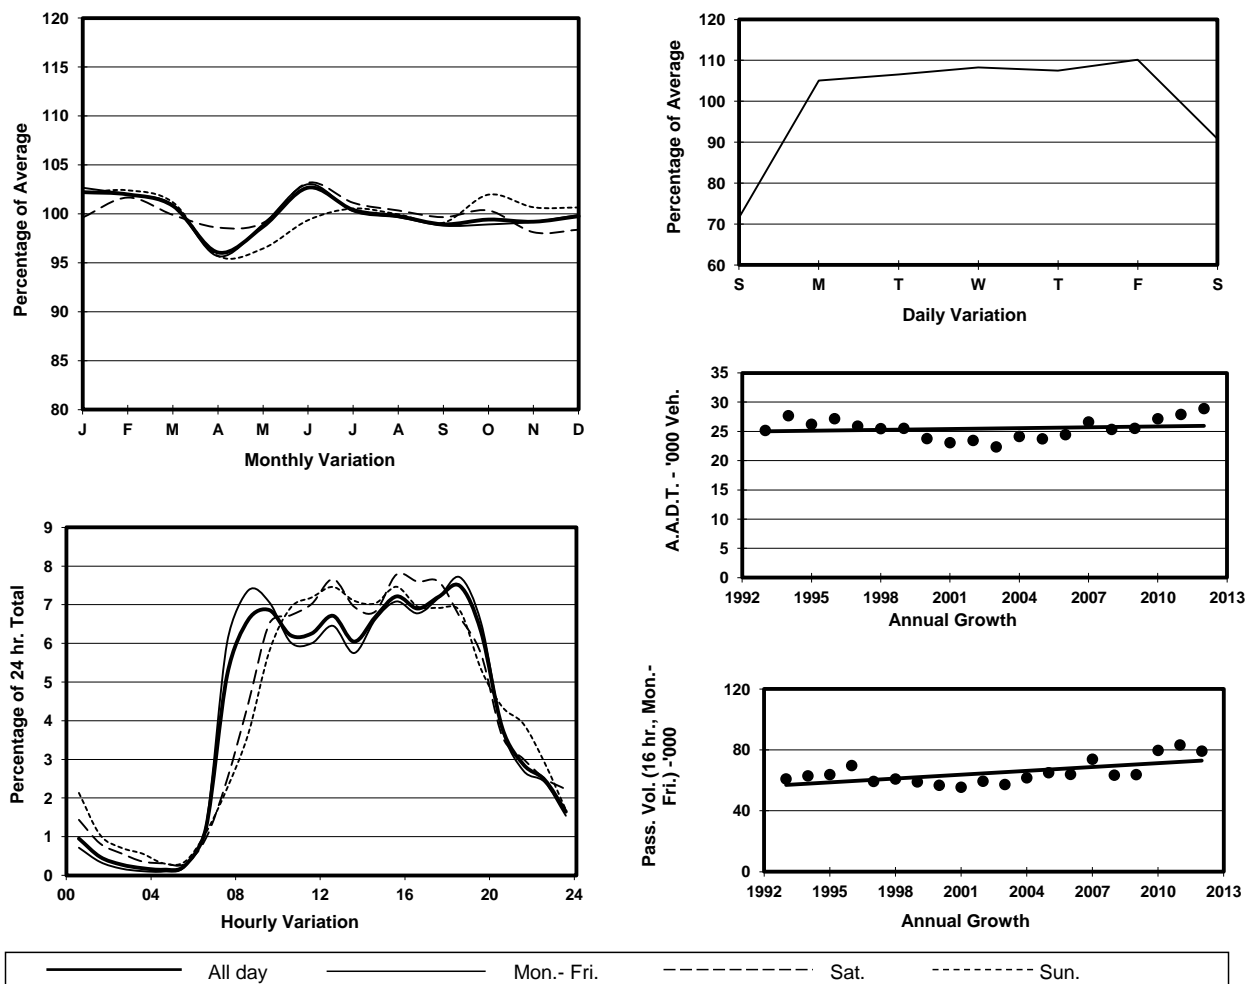 120
115
110
105
100
95
90
85
80
Percentage of Average
J F M A M J J A S O N D
Monthly Variation
120
110
100
90
80
70
60
Percentage of Average
S M T W T F S
Daily Variation
35
30
25
20
15
10
5
0
A.A.D.T. - '000 Veh.
1992 1995 1998 2001 2004 2007 2010 2013
Annual Growth
9
8
7
6
5
4
3
2
1
0
Percentage of 24 hr. Total
00 04 08 12 16 20 24
Hourly Variation
120
80
40
0
Pass. Vol. (16 hr., Mon.-
Fri.) -'000
1992 1995 1998 2001 2004 2007 2010 2013
Annual Growth
All day Mon.- Fri. Sat. Sun.